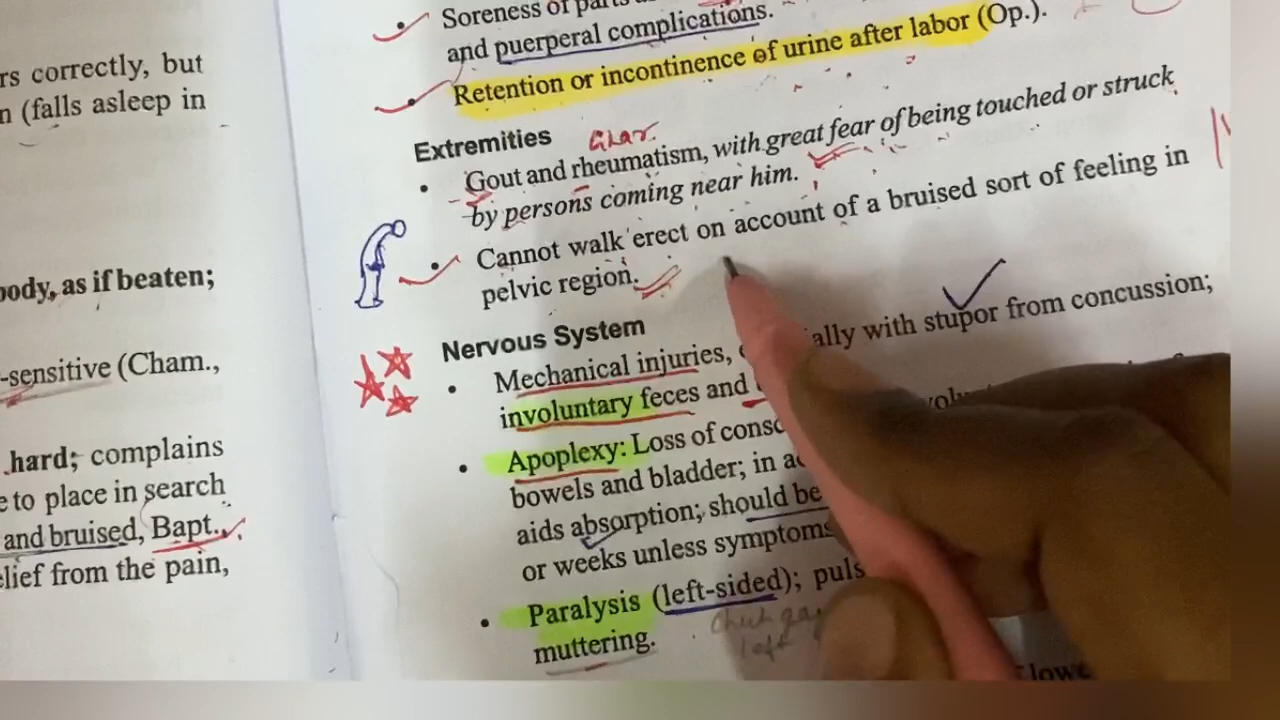 rs correctly, but
n (falls asleep in
body, as if beaten;
-sensitive (Cham.,
hard; complains
e to place in search
and bruised, Bapt.,
elief from the pain,
Soreness of parts
and puerperal complications.
Retention or incontinence of urine after labor (Op.).
Extremities
Gout and rheumatism, with great fear of being touched or struck
by persons coming near him.
Cannot walk erect on account of a bruised sort of feeling in
pelvic region.
Nervous System
Mechanical injuries, ially with stupor from concussion;
involuntary feces and
Apoplexy: Loss of consc
bowels and bladder; in
aids absorption; should be
or weeks unless symptoms
Paralysis (left-sided); puls
muttering.
left